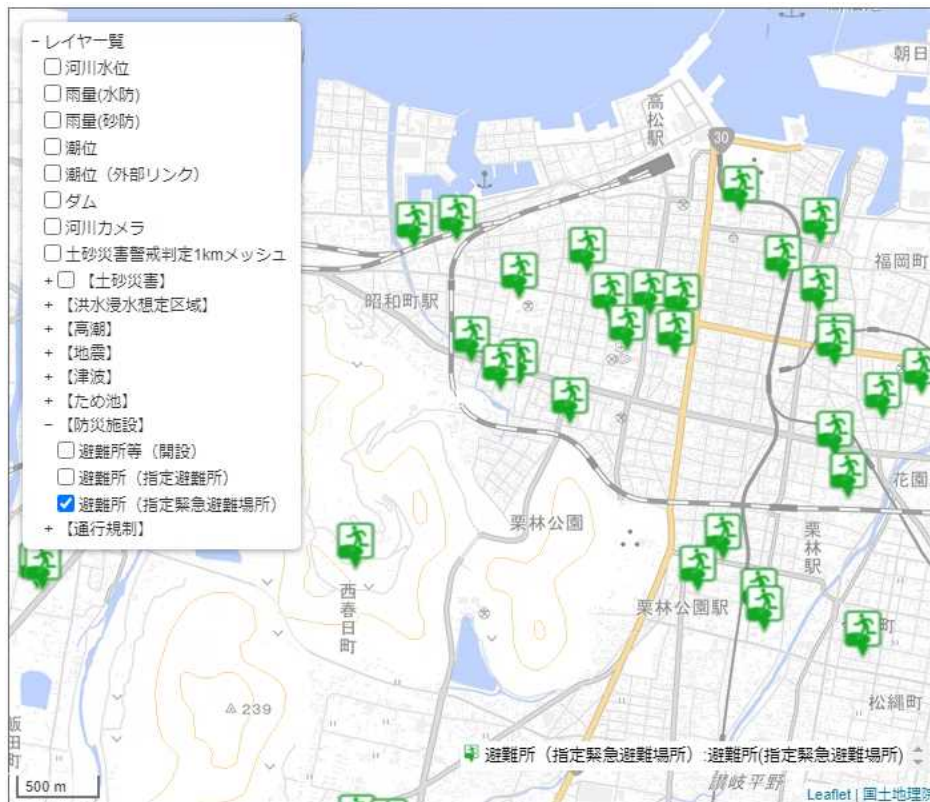 − レイヤ一覧
河川水位
雨量(水防)
雨量(砂防)
潮位
潮位（外部リンク）
ダム
河川カメラ
土砂災害警戒判定1kmメッシュ
+ 【土砂災害】
+ 【洪水浸水想定区域】
+ 【高潮】
+ 【地震】
+ 【津波】
+ 【ため池】
− 【防災施設】
避難所等（開設）
避難所（指定避難所）
避難所（指定緊急避難場所）
+ 【通行規制】
朝日
高松駅
30
福岡町
昭和町駅
花園
栗林公園
栗林駅
西春日町
栗林公園駅
町
松縄町
239
飯田町
避難所（指定緊急避難場所）:避難所(指定緊急避難場所)
讃岐平野
500 m
Leaflet | 国土地理院